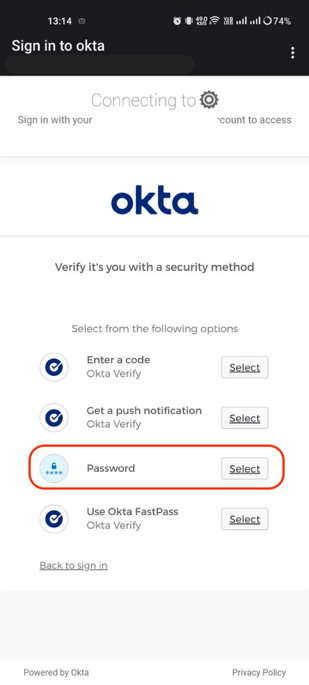 13:14 74%
Sign in to okta
Connecting to
Sign in with your count to access
okta
Verify it's you with a security method
Select from the following options
Enter a code
Okta Verify
Select
Get a push notification
Okta Verify
Select
Password
Select
Use Okta FastPass
Okta Verify
Select
Back to sign in
Powered by Okta Privacy Policy